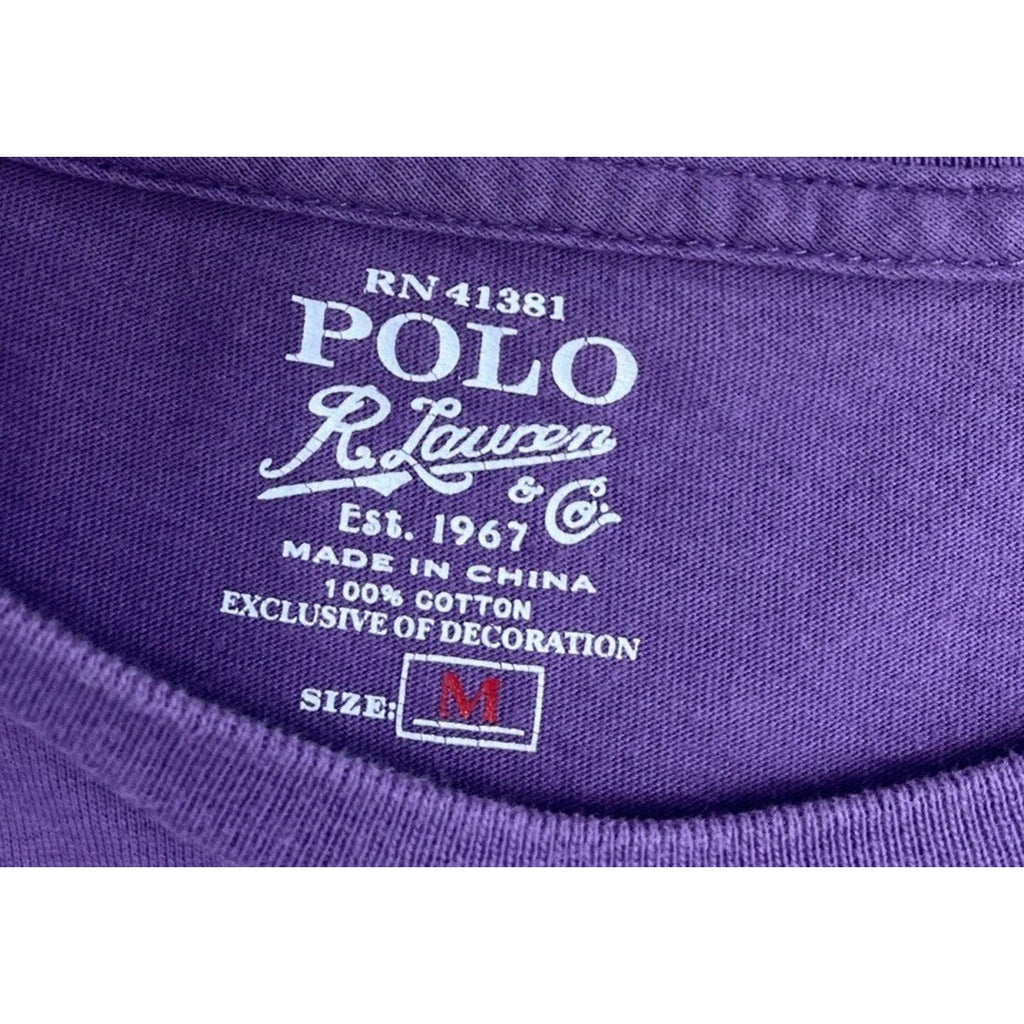 RN 41381
POLO
R. Lauren
& Co.
Est. 1967
MADE IN CHINA
100% COTTON
EXCLUSIVE OF DECORATION
SIZE: M